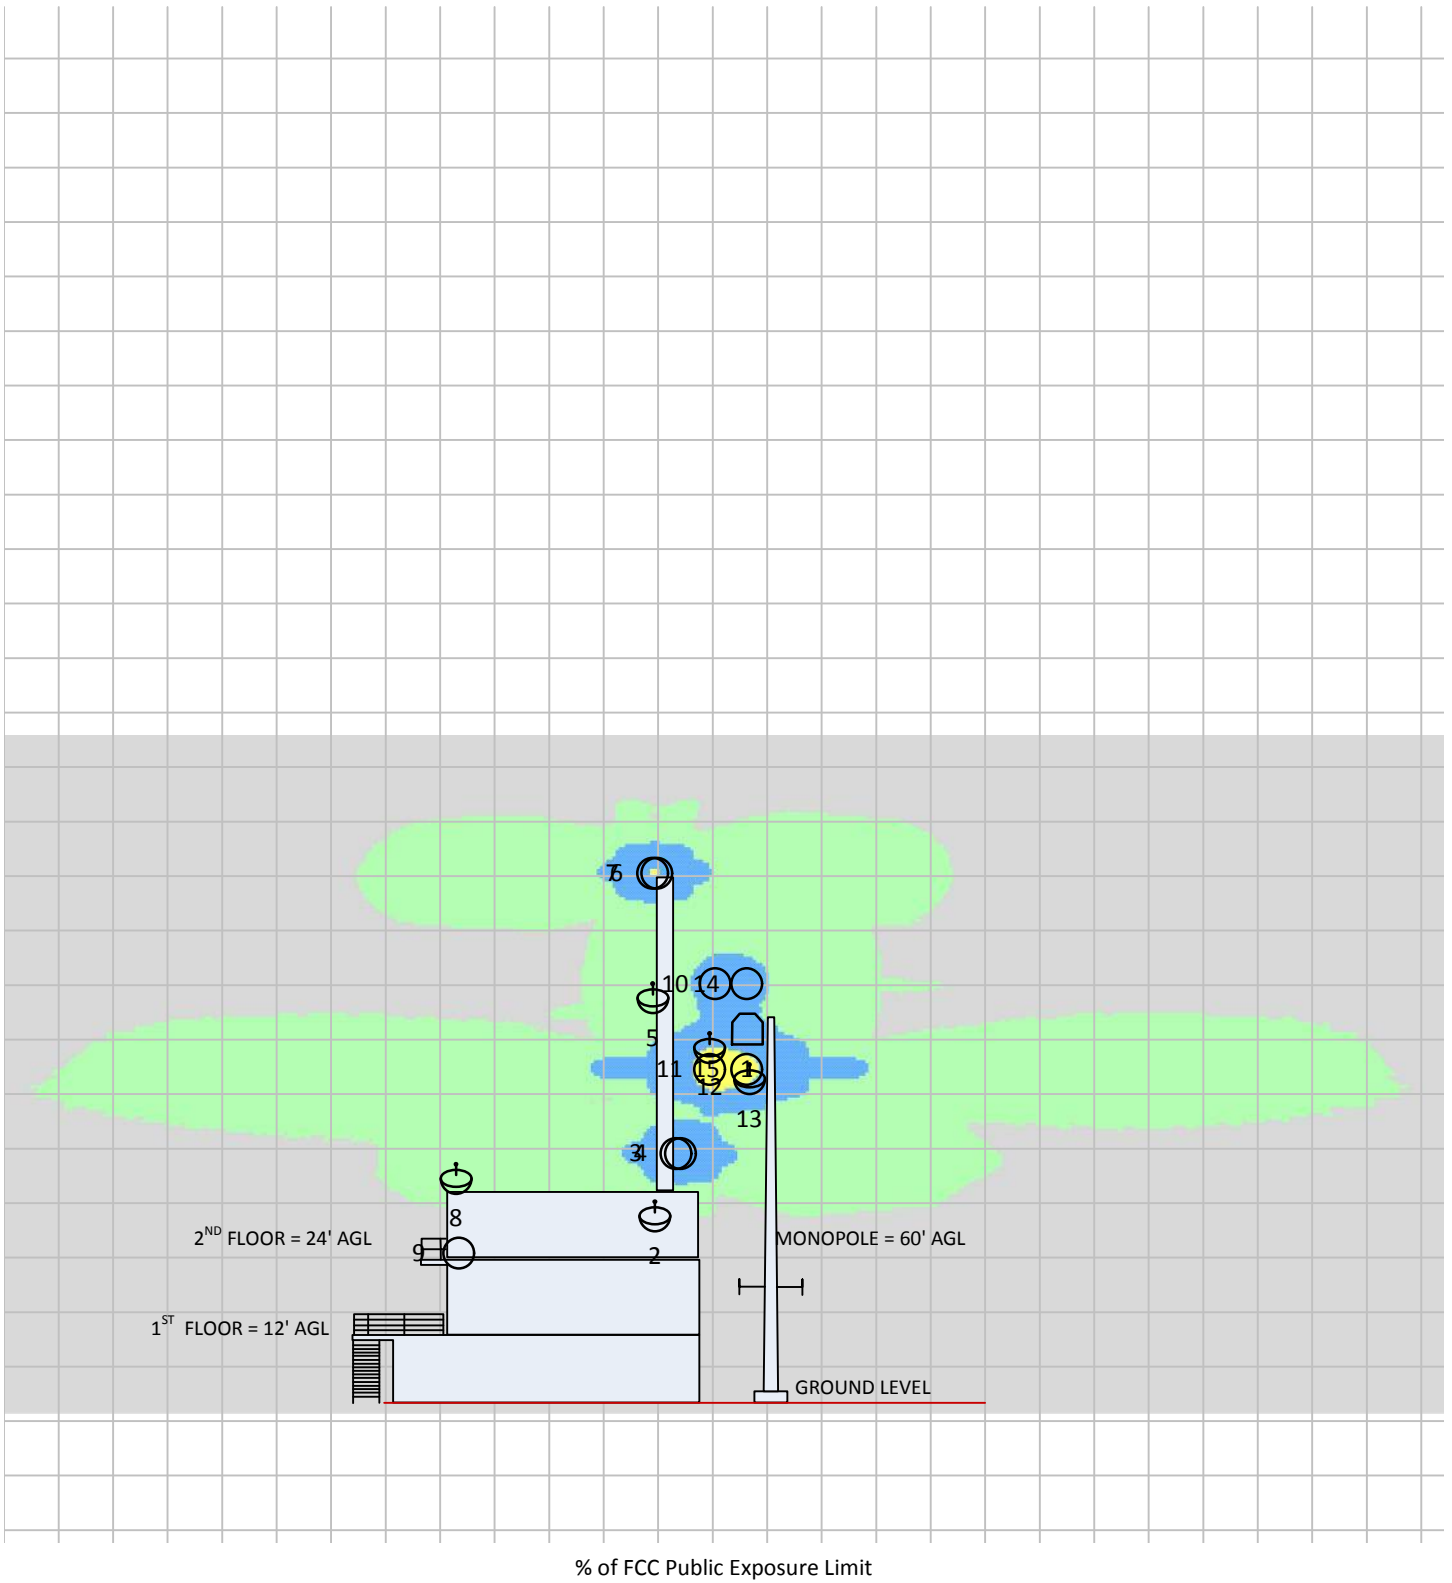 76
10 14
5
11 15 1
12
13
34
8
2ND FLOOR = 24' AGL
MONOPOLE = 60' AGL
9
2
1ST FLOOR = 12' AGL
GROUND LEVEL
% of FCC Public Exposure Limit